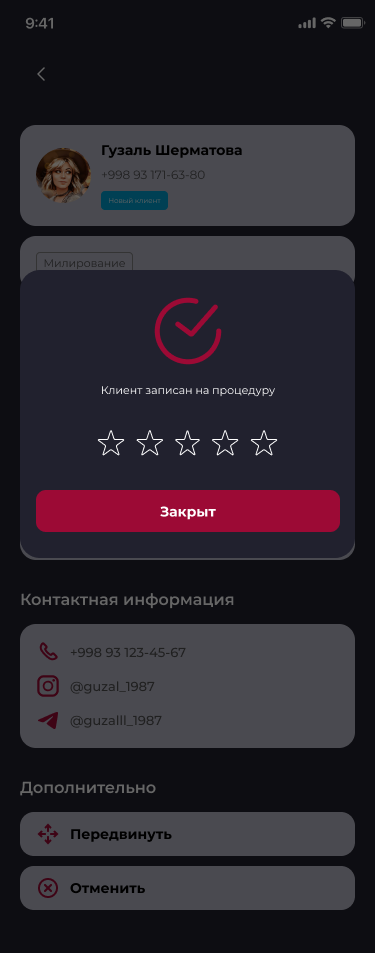 9:41
Гузаль Шерматова
+998 93 171-63-80
Новый клиент
Милирование
Клиент записан на процедуру
Закрыт
Контактная информация
+998 93 123-45-67
@guzal_1987
@guzalll_1987
Дополнительно
Передвинуть
Отменить